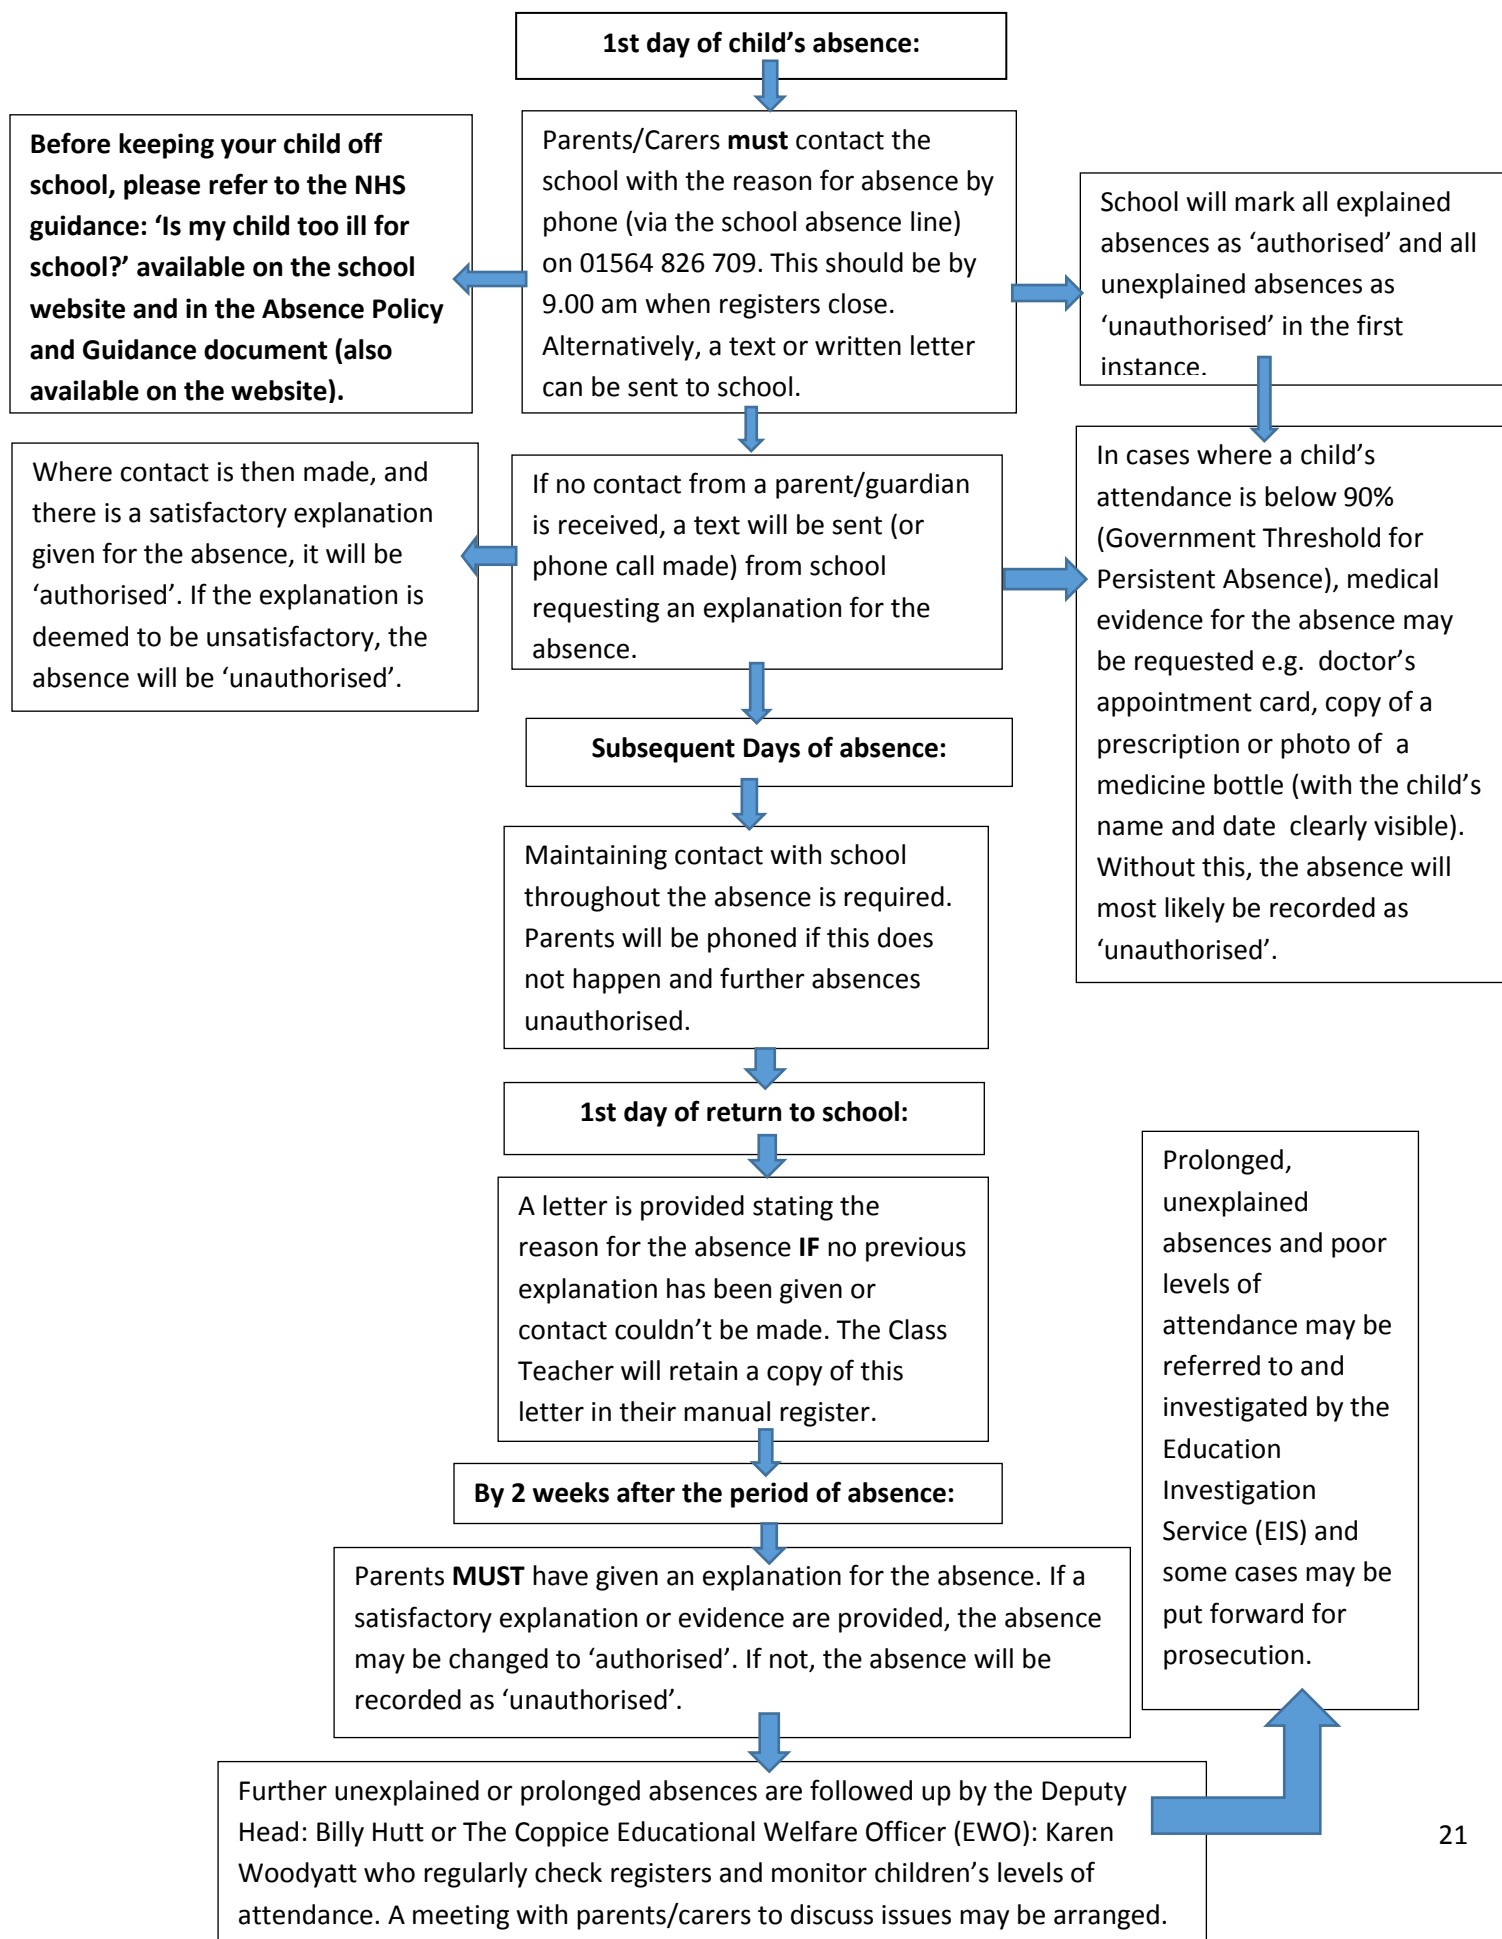 1st day of child’s absence:
Before keeping your child off
school, please refer to the NHS
guidance: ‘Is my child too ill for
school?’ available on the school
website and in the Absence Policy
and Guidance document (also
available on the website).
Parents/Carers must contact the
school with the reason for absence by
phone (via the school absence line)
on 01564 826 709. This should be by
9.00 am when registers close.
Alternatively, a text or written letter
can be sent to school.
School will mark all explained
absences as ‘authorised’ and all
unexplained absences as
‘unauthorised’ in the first
instance.
Where contact is then made, and
there is a satisfactory explanation
given for the absence, it will be
‘authorised’. If the explanation is
deemed to be unsatisfactory, the
absence will be ‘unauthorised’.
If no contact from a parent/guardian
is received, a text will be sent (or
phone call made) from school
requesting an explanation for the
absence.
In cases where a child’s
attendance is below 90%
(Government Threshold for
Persistent Absence), medical
evidence for the absence may
be requested e.g. doctor’s
appointment card, copy of a
prescription or photo of a
medicine bottle (with the child’s
name and date clearly visible).
Without this, the absence will
most likely be recorded as
‘unauthorised’.
Subsequent Days of absence:
Maintaining contact with school
throughout the absence is required.
Parents will be phoned if this does
not happen and further absences
unauthorised.
1st day of return to school:
A letter is provided stating the
reason for the absence IF no previous
explanation has been given or
contact couldn’t be made. The Class
Teacher will retain a copy of this
letter in their manual register.
By 2 weeks after the period of absence:
Parents MUST have given an explanation for the absence. If a
satisfactory explanation or evidence are provided, the absence
may be changed to ‘authorised’. If not, the absence will be
recorded as ‘unauthorised’.
Further unexplained or prolonged absences are followed up by the Deputy
Head: Billy Hutt or The Coppice Educational Welfare Officer (EWO): Karen
Woodyatt who regularly check registers and monitor children’s levels of
attendance. A meeting with parents/carers to discuss issues may be arranged.
Prolonged,
unexplained
absences and poor
levels of
attendance may be
referred to and
investigated by the
Education
Investigation
Service (EIS) and
some cases may be
put forward for
prosecution.
21